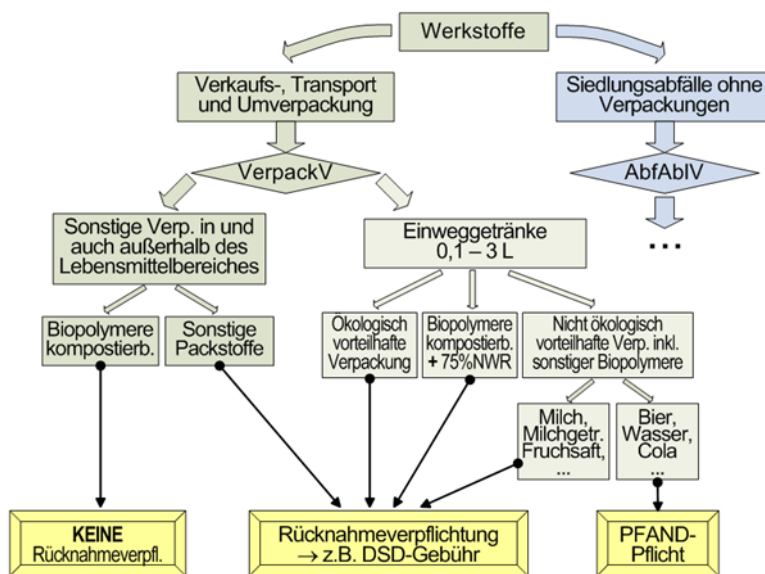 Werkstoffe
Verkaufs-, Transport
und Umverpackung
Siedlungsabfälle ohne
Verpackungen
VerpackV
AbfAblV
Sonstige Verp. in und
auch außerhalb des
Lebensmittelbereiches
Einweggetränke
0,1 – 3 L
...
Biopolymere
kompostierb.
Sonstige
Packstoffe
Ökologisch
vorteilhafte
Verpackung
Biopolymere
kompostierb.
+ 75%NWR
Nicht ökologisch
vorteilhafte Verp. inkl.
sonstiger Biopolymere
Milch,
Milchgetr.
Fruchsaft,
...
Bier,
Wasser,
Cola
...
KEINE
Rücknahmeverpfl.
Rücknahmeverpflichtung
→ z.B. DSD-Gebühr
PFAND-
Pflicht